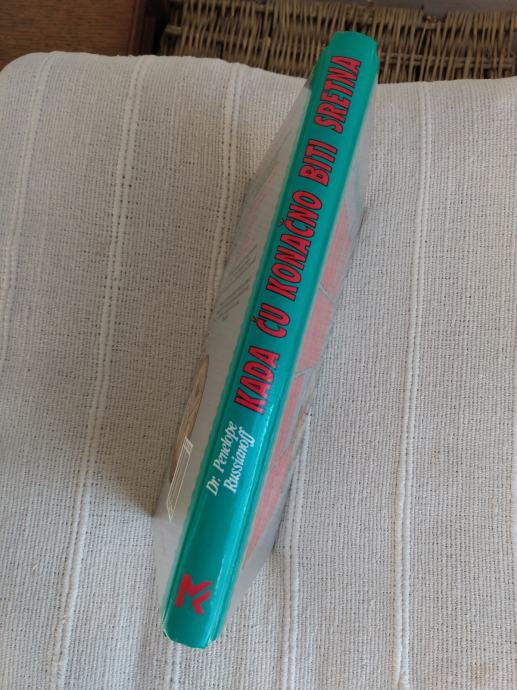 Dr. Penelope
Russianoff
KADA ĆU KONAČNO BITI SRETNA